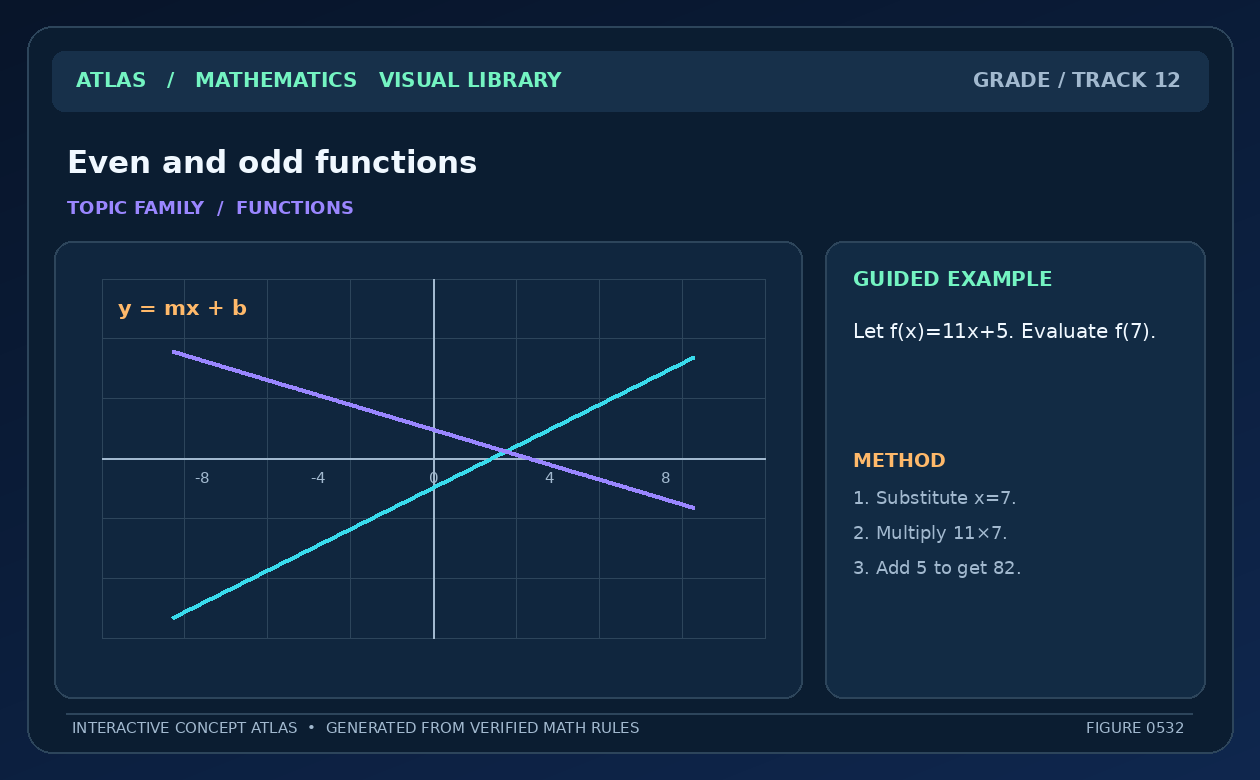 ATLAS / MATHEMATICS VISUAL LIBRARY
GRADE / TRACK 12
Even and odd functions
TOPIC FAMILY / FUNCTIONS
y = mx + b
-8 -4 0 4 8
GUIDED EXAMPLE
Let f(x)=11x+5. Evaluate f(7).
METHOD
1. Substitute x=7.
2. Multiply 11×7.
3. Add 5 to get 82.
INTERACTIVE CONCEPT ATLAS • GENERATED FROM VERIFIED MATH RULES
FIGURE 0532